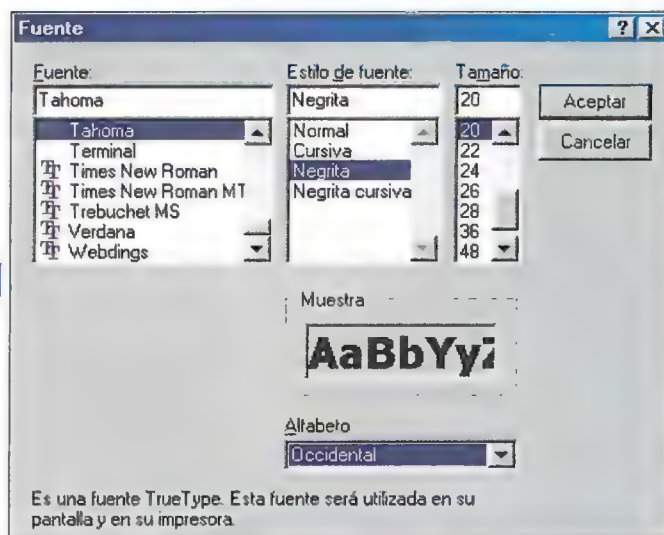 Fuente
Fuente:
Tahoma
Tahoma
Terminal
Times New Roman
Times New Roman MT
Trebuchet MS
Verdana
Webdings
Estilo de fuente:
Negrita
Normal
Cursiva
Negrita
Negrita cursiva
Tamaño:
20
20
22
24
26
28
36
48
Aceptar
Cancelar
Muestra
AaBbYyZ
Alfabeto
Occidental
Es una fuente TrueType. Esta fuente será utilizada en su
pantalla y en su impresora.